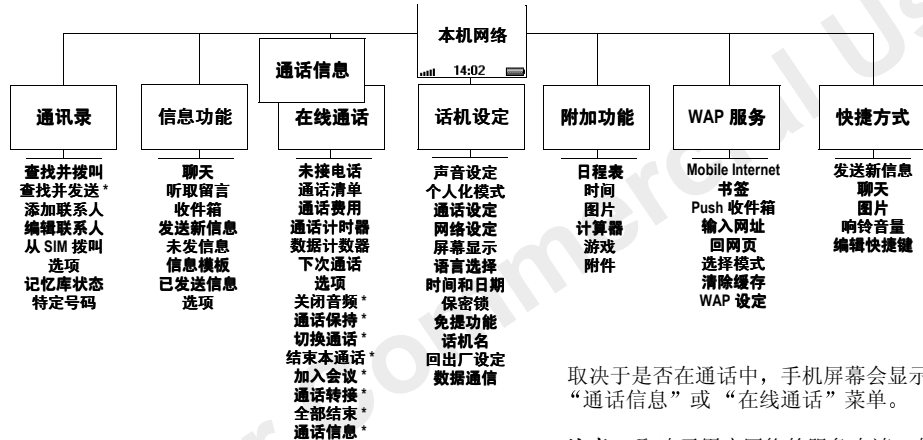 本机网络
14:02
通话信息
通讯录
信息功能
在线通话
话机设定
附加功能
WAP 服务
快捷方式
查找并拨叫
查找并发送 *
添加联系人
编辑联系人
从 SIM 拨叫
选项
记忆库状态
特定号码
聊天
听取留言
收件箱
发送新信息
未发信息
信息模板
已发送信息
选项
未接电话
通话清单
通话费用
通话计时器
数据计数器
下次通话
选项
关闭音频 *
通话保持 *
切换通话 *
结束本通话 *
加入会议 *
通话转接 *
全部结束 *
通话信息 *
声音设定
个人化模式
通话设定
网络设定
屏幕显示
语言选择
时间和日期
保密锁
免提功能
话机名
回出厂设定
数据通信
日程表
时间
图片
计算器
游戏
附件
Mobile Internet
书签
Push 收件箱
输入网址
回网页
选择模式
清除缓存
WAP 设定
发送新信息
聊天
图片
响铃音量
编辑快捷键
取决于是否在通话中，手机屏幕会显示
“通话信息”或 “在线通话”菜单。
r Commercial Us